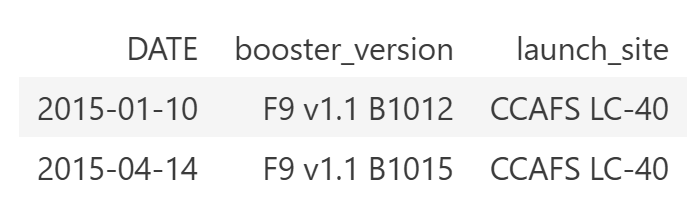 DATE booster_version launch_site
2015-01-10 F9 v1.1 B1012 CCAFS LC-40
2015-04-14 F9 v1.1 B1015 CCAFS LC-40